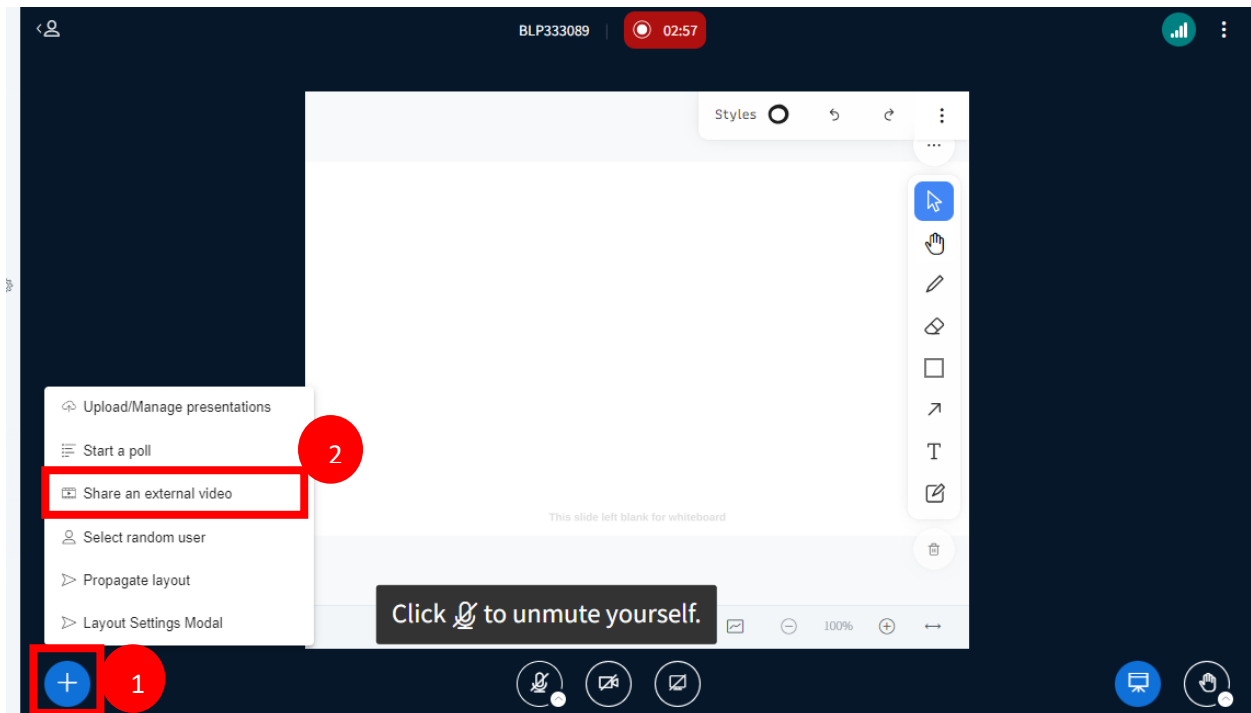 BLP333089
02:57
Styles
Upload/Manage presentations
Start a poll
2
Share an external video
Select random user
Propagate layout
Layout Settings Modal
T
This slide left blank for whiteboard
Click to unmute yourself.
100%
1